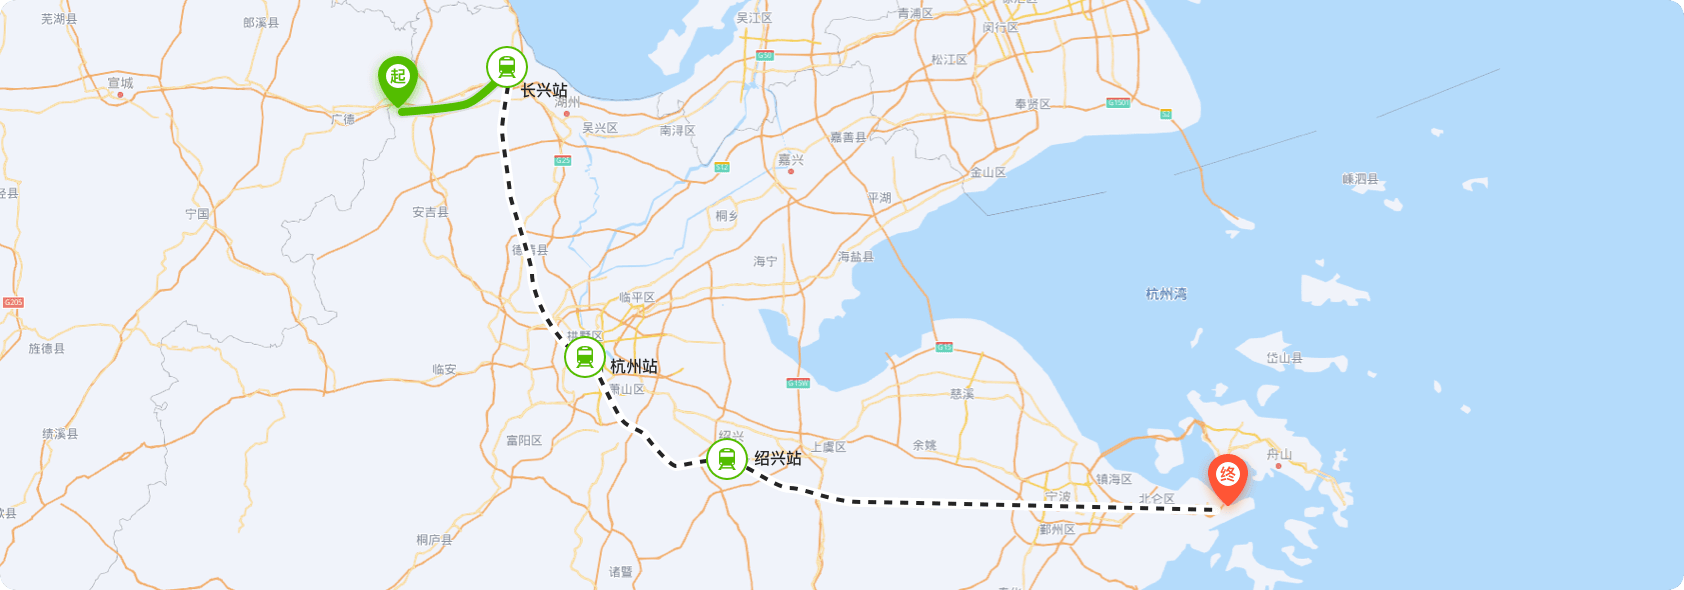 芜湖县
郎溪县
吴江区
青浦区
闵行区
G50
松江区
宣城
起
长兴站
湖州
奉贤区
G1501
S2
广德
吴兴区
南浔区
嘉善县
G25
S12
嘉兴
金山区
嵊泗县
平湖
宁国
安吉县
桐乡
德清县
海宁
海盐县
杭州湾
临平区
G205
拱墅区
G15
旌德县
岱山县
临安
杭州站
G15W
萧山区
慈溪
绩溪县
富阳区
绍兴
上虞区
余姚
绍兴站
舟山
终
镇海区
宁波
北仑区
鄞州区
桐庐县
诸暨